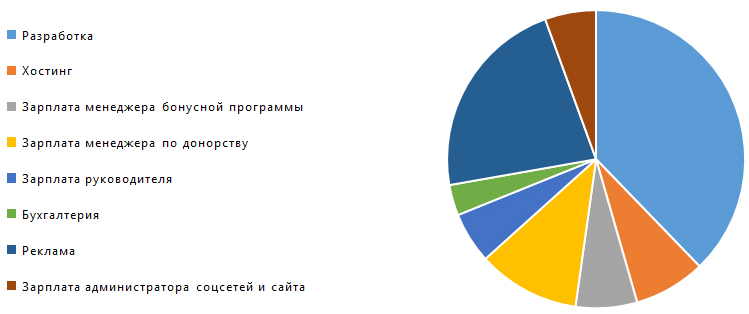 Разработка
Хостинг
Зарплата менеджера бонусной программы
Зарплата менеджера по донорству
Зарплата руководителя
Бухгалтерия
Реклама
Зарплата администратора соцсетей и сайта